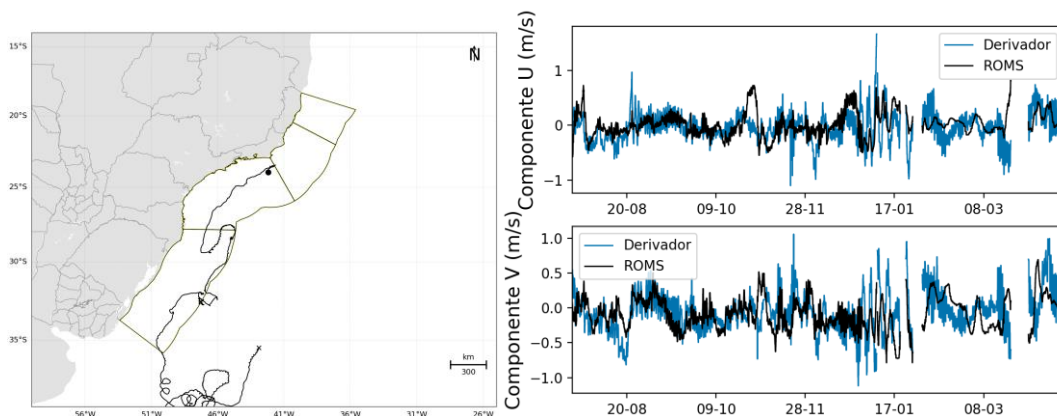 15°S
20°S
25°S
30°S
35°S
N
km
300
56°W
51°W
46°W
41°W
36°W
31°W
26°W
Componente U (m/s)
1
0
−1
Derivador
ROMS
20-08
09-10
28-11
17-01
08-03
Componente V (m/s)
1.0
0.5
0.0
−0.5
−1.0
Derivador
ROMS
20-08
09-10
28-11
17-01
08-03